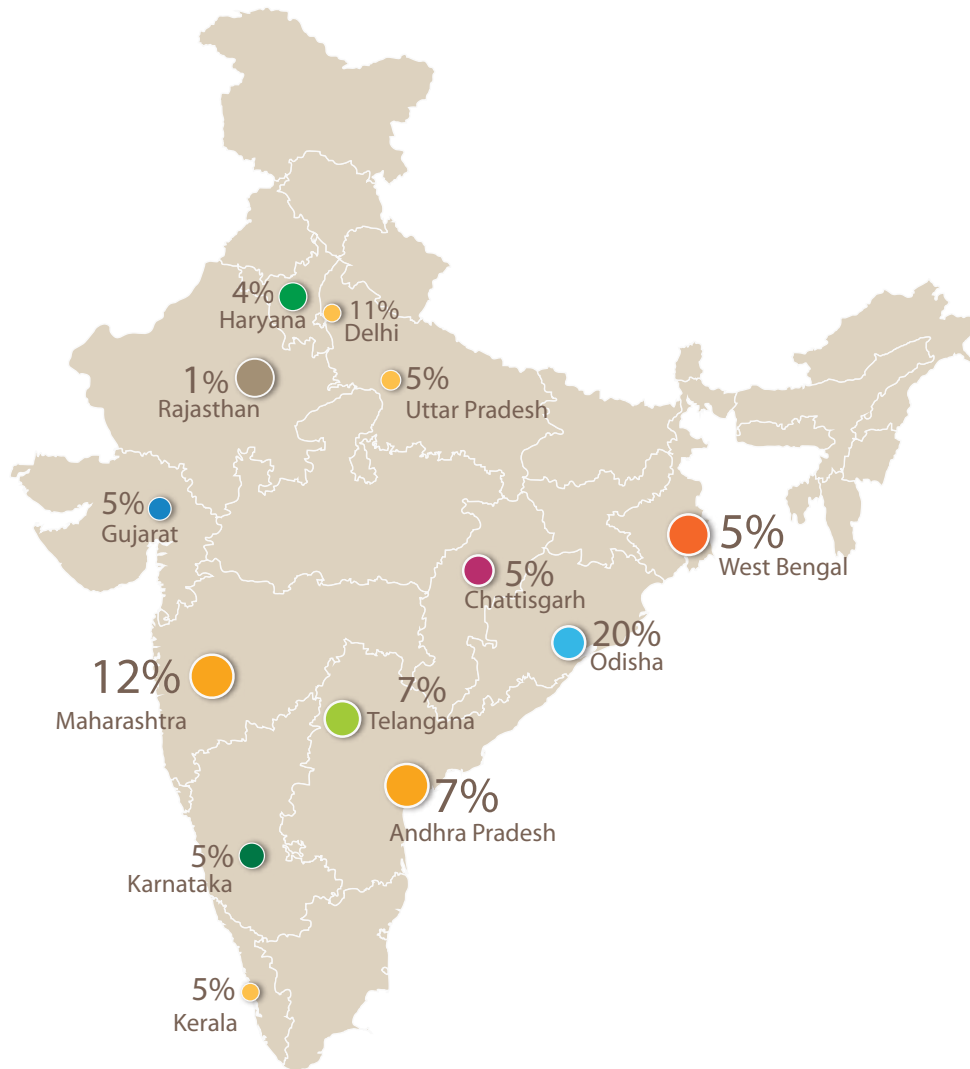 4%
Haryana
11%
Delhi
1%
Rajasthan
5%
Uttar Pradesh
5%
Gujarat
5%
West Bengal
5%
Chattisgarh
20%
Odisha
12%
Maharashtra
7%
Telangana
7%
Andhra Pradesh
5%
Karnataka
5%
Kerala